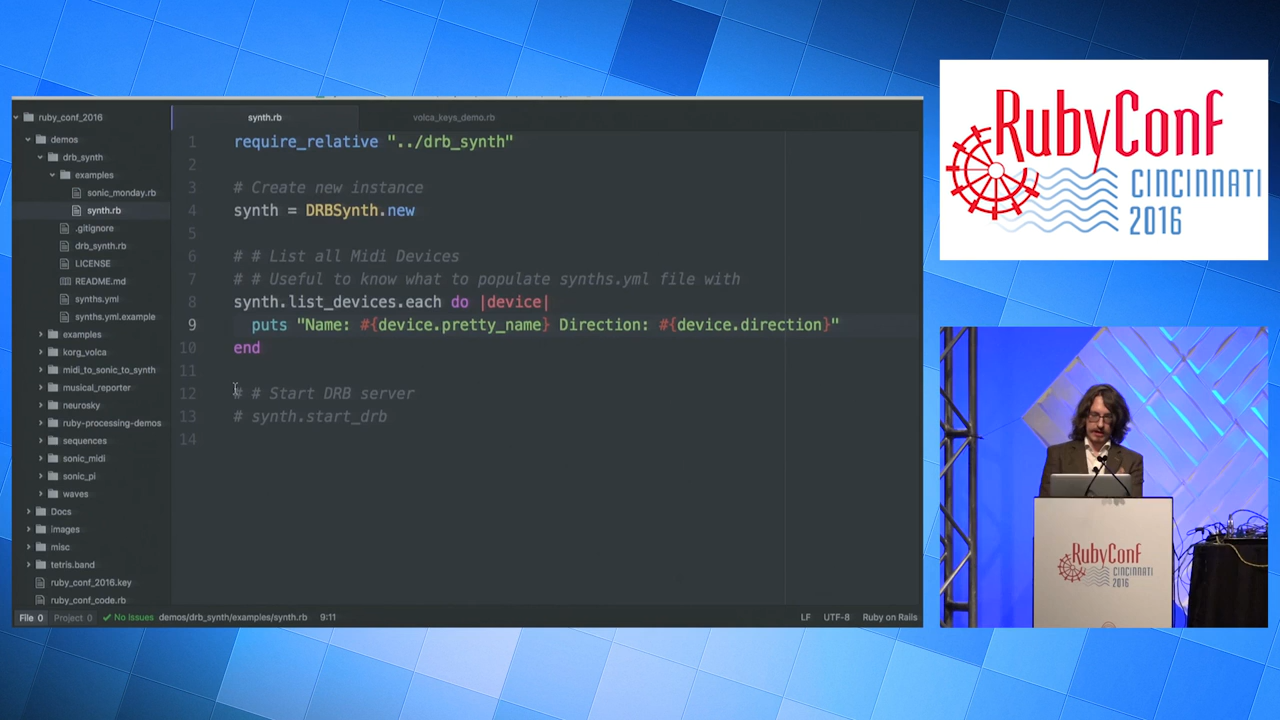 ruby_conf_2016
demos
drb_synth
examples
sonic_monday.rb
synth.rb
.gitignore
drb_synth.rb
LICENSE
README.md
synths.yml
synths.yml.example
examples
korg_volca
midi_to_sonic_to_synth
musical_reporter
neurosky
ruby-processing-demos
sequences
sonic_midi
sonic_pi
waves
Docs
images
misc
tetris.band
ruby_conf_2016.key
ruby_conf_code.rb
synth.rb
volca_keys_demo.rb
1 require_relative "../drb_synth"
2
3 # Create new instance
4 synth = DRBSynth.new
5
6 # # List all Midi Devices
7 # # Useful to know what to populate synths.yml file with
8 synth.list_devices.each do |device|
9 puts "Name: #{device.pretty_name} Direction: #{device.direction}"
10 end
11
12 # # Start DRB server
13 # synth.start_drb
14
File 0 Project 0 No Issues demos/drb_synth/examples/synth.rb 9:11 LF UTF-8 Ruby on Rails
RubyConf
CINCINNATI
2016
RubyConf
CINCINNATI
2016